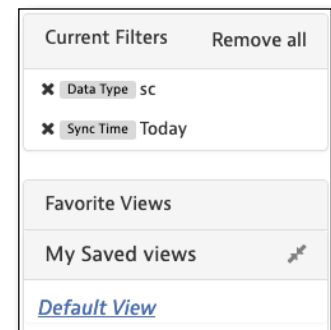 Current Filters Remove all
✖ Data Type sc
✖ Sync Time Today
Favorite Views
My Saved views
Default View